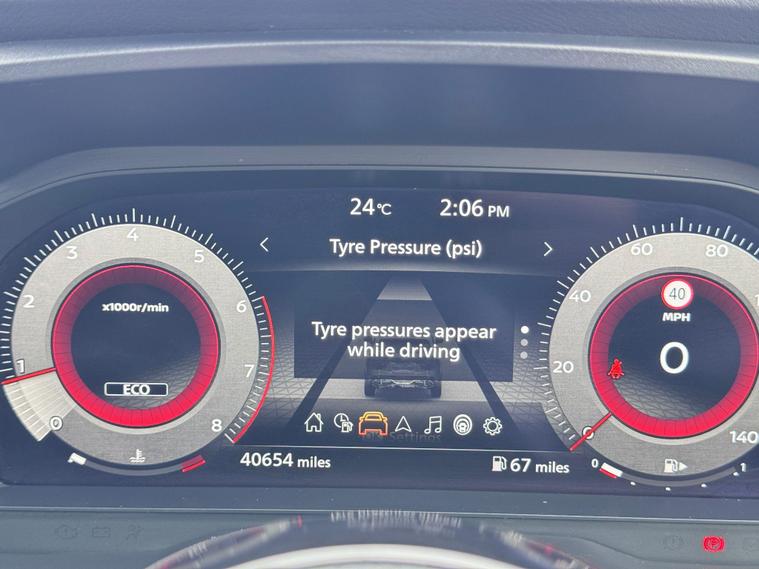 24°C 2:06 PM
Tyre Pressure (psi)
Tyre pressures appear
while driving
Settings
40654 miles
67 miles
x1000r/min
ECO
0
1
2
3
4
5
6
7
8
40
MPH
0
0
20
40
60
80
140
0
1